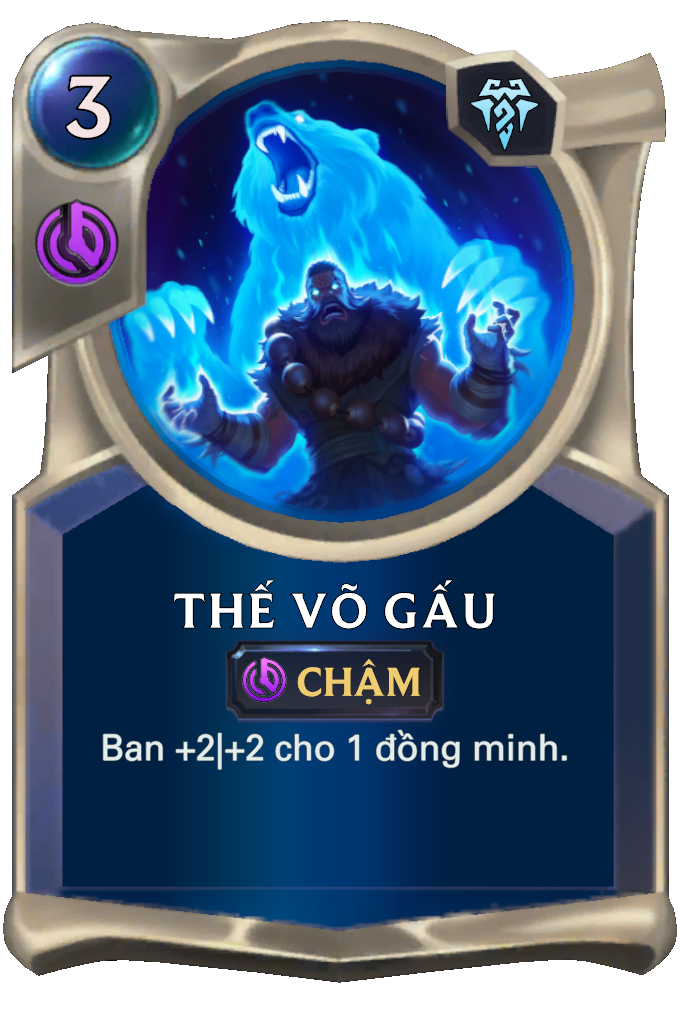 3
THẾ VÕ GẤU
CHẬM
Ban +2|+2 cho 1 đồng minh.